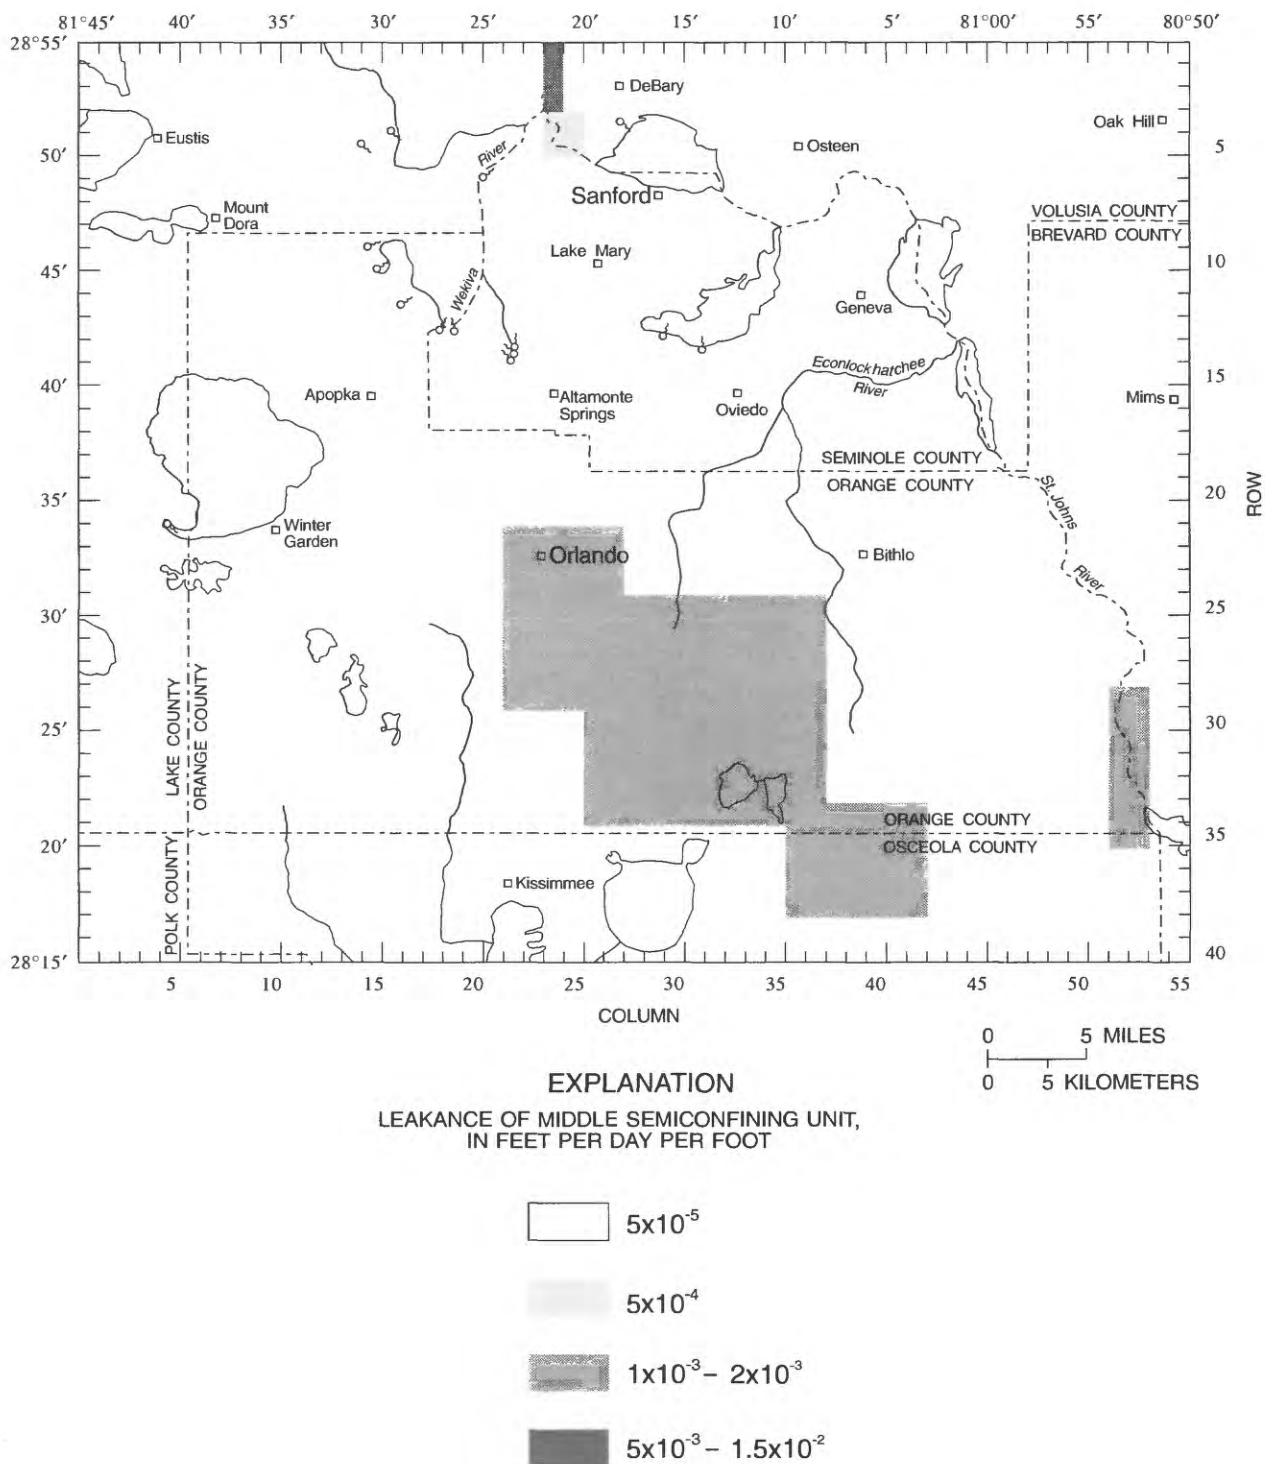 81°45′ 40′ 35′ 30′ 25′ 20′ 15′ 10′ 5′ 81°00′ 55′ 80°50′
28°55′
DeBary
Oak Hill
Eustis
River
Osteen
50′
5
Sanford
Mount
Dora
VOLUSIA COUNTY
BREVARD COUNTY
Lake Mary
45′
10
Wekiva
Geneva
Econlockhatchee
River
40′
15
Apopka
Altamonte
Springs
Oviedo
Mims
SEMINOLE COUNTY
ORANGE COUNTY
35′
20
St. Johns
River
ROW
Winter
Garden
Orlando
Bithlo
30′
25
LAKE COUNTY
ORANGE COUNTY
25′
30
ORANGE COUNTY
OSCEOLA COUNTY
20′
35
POLK COUNTY
Kissimmee
28°15′
40
5 10 15 20 25 30 35 40 45 50 55
COLUMN
0 5 MILES
0 5 KILOMETERS
EXPLANATION
LEAKANCE OF MIDDLE SEMICONFINING UNIT,
IN FEET PER DAY PER FOOT
5x10⁻⁵
5x10⁻⁴
1x10⁻³ – 2x10⁻³
5x10⁻³ – 1.5x10⁻²